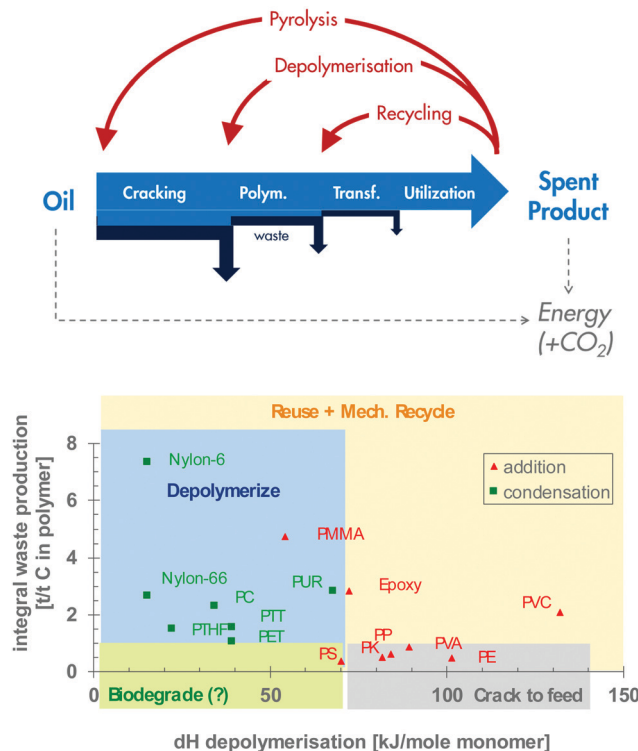 Pyrolysis
Depolymerisation
Recycling
Oil
Cracking Polym. Transf. Utilization
waste
Spent
Product
Energy
(+CO₂)
Reuse + Mech. Recycle
8
Nylon-6
addition
condensation
Depolymerize
6
PMMA
4
Nylon-66
PUR
Epoxy
PC
PVC
2
PTT
PTHF
PET
PP
PK
PVA
PS
PE
0
Biodegrade (?)
Crack to feed
0 50 100 150
integral waste production
[t/t C in polymer]
dH depolymerisation [kJ/mole monomer]